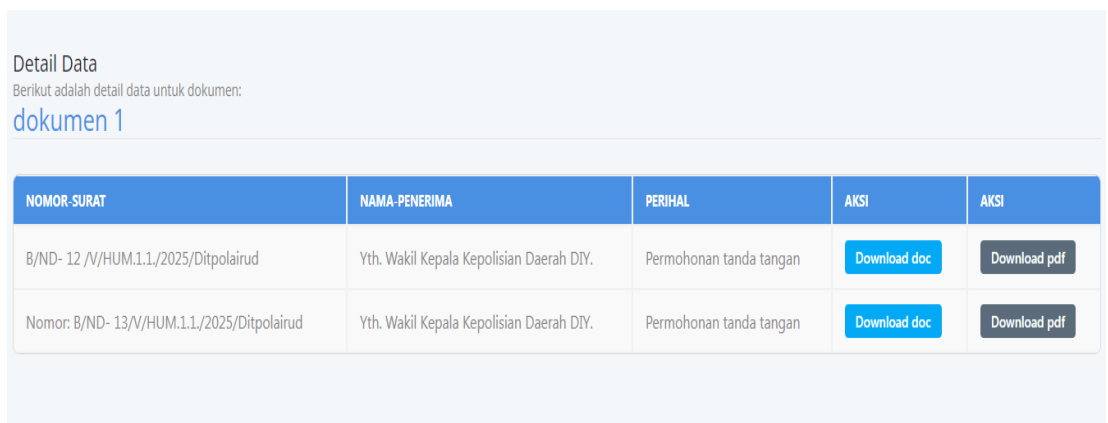 Detail Data
Berikut adalah detail data untuk dokumen:
dokumen 1
NOMOR-SURAT NAMA-PENERIMA PERIHAL AKSI AKSI
B/ND- 12 /V/HUM.1.1./2025/Ditpolairud Yth. Wakil Kepala Kepolisian Daerah DIY. Permohonan tanda tangan Download doc Download pdf
Nomor: B/ND- 13/V/HUM.1.1./2025/Ditpolairud Yth. Wakil Kepala Kepolisian Daerah DIY. Permohonan tanda tangan Download doc Download pdf